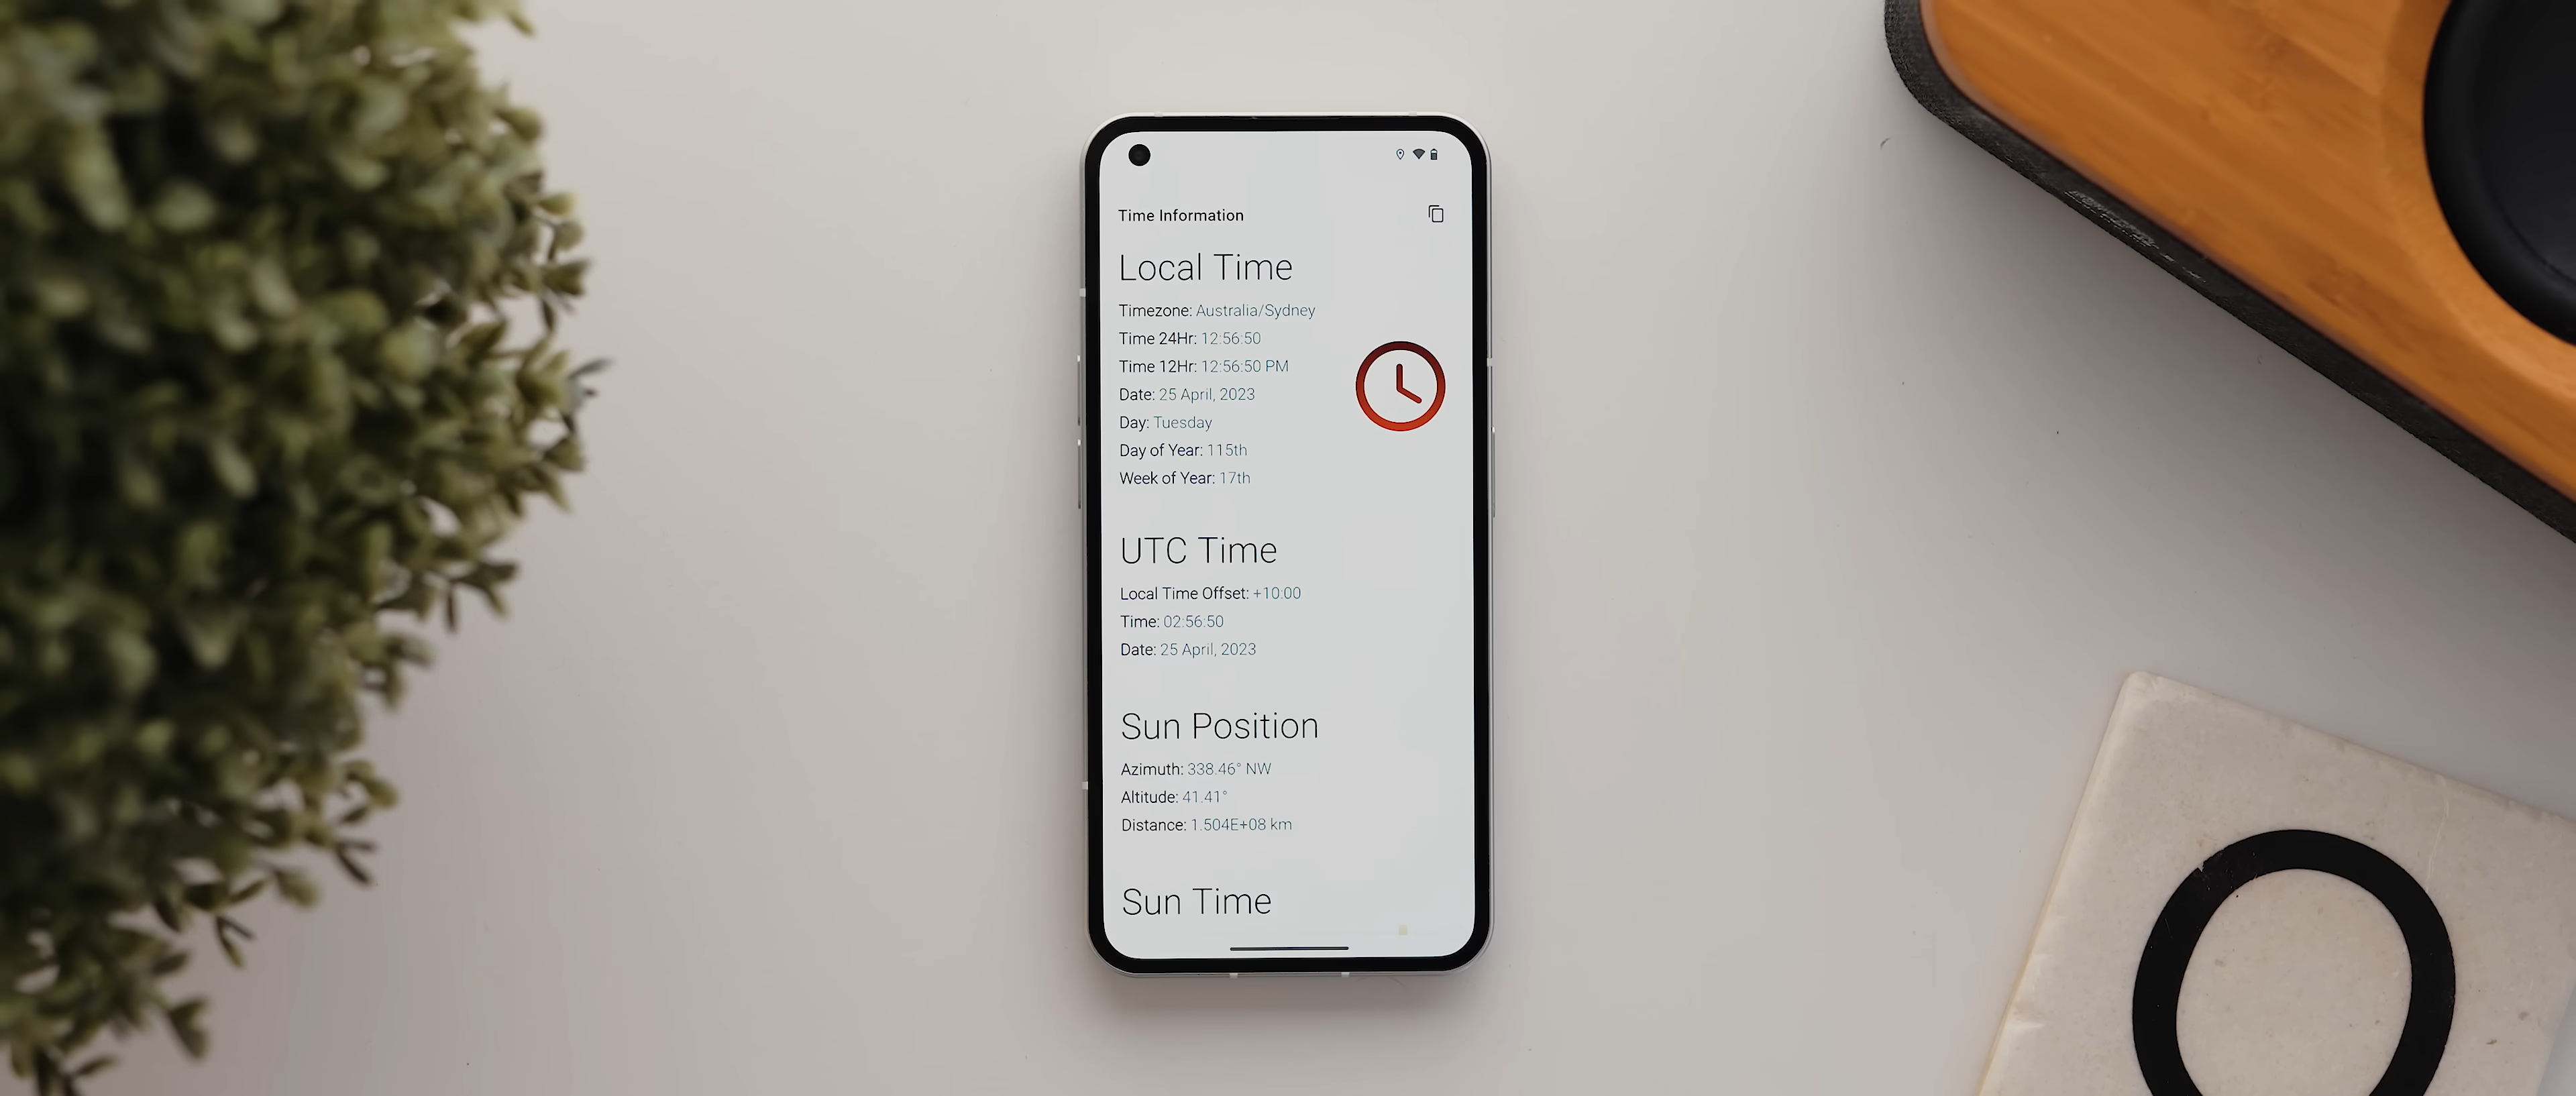 Time Information
Local Time
Timezone: Australia/Sydney
Time 24Hr: 12:56:50
Time 12Hr: 12:56:50 PM
Date: 25 April, 2023
Day: Tuesday
Day of Year: 115th
Week of Year: 17th
UTC Time
Local Time Offset: +10:00
Time: 02:56:50
Date: 25 April, 2023
Sun Position
Azimuth: 338.46° NW
Altitude: 41.41°
Distance: 1.504E+08 km
Sun Time